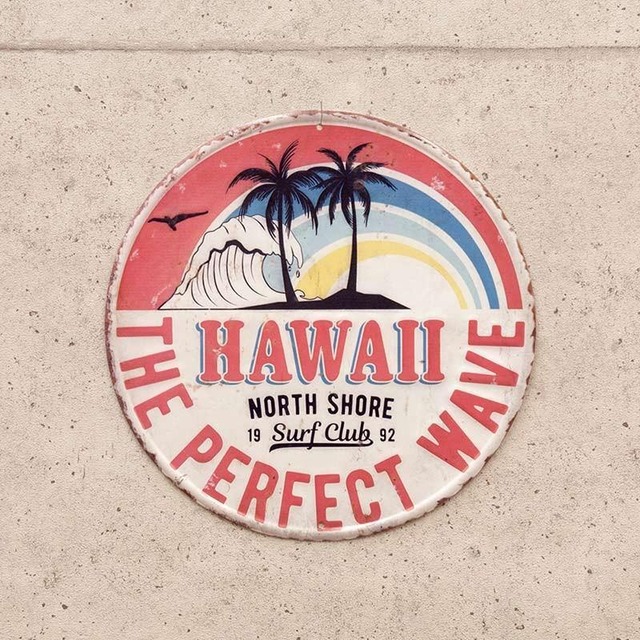 HAWAII
NORTH SHORE
19 Surf Club 92
THE PERFECT WAVE